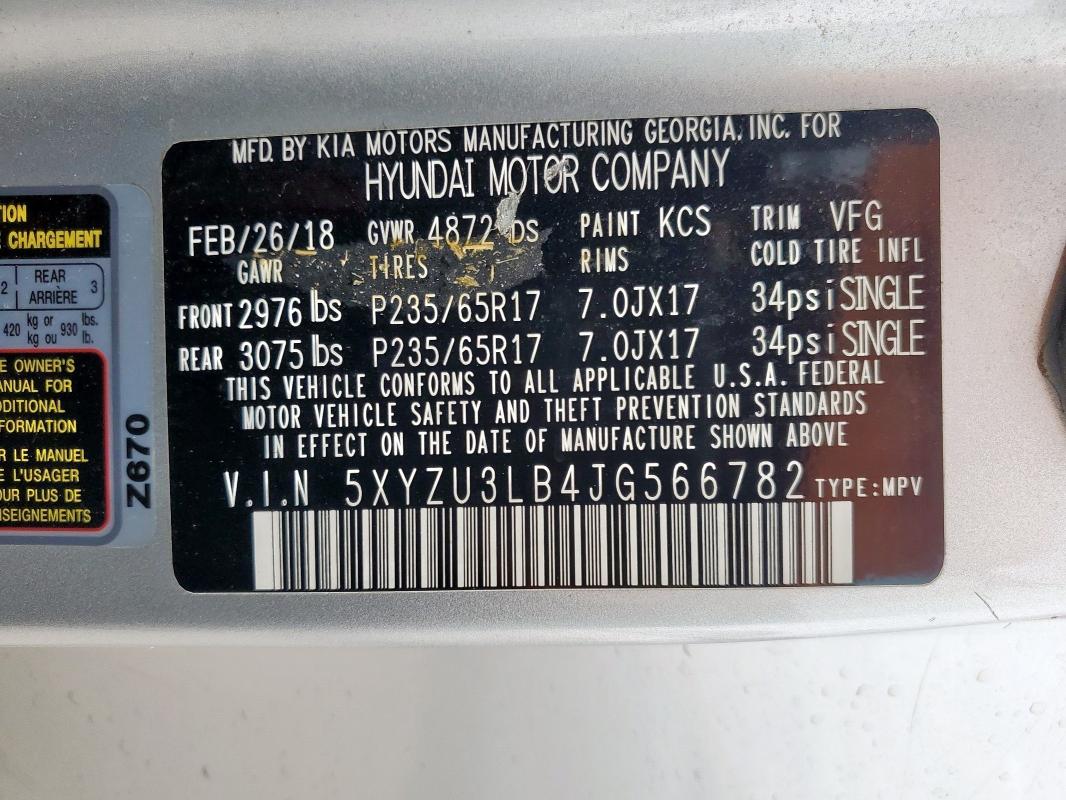 MFD. BY KIA MOTORS MANUFACTURING GEORGIA, INC. FOR
HYUNDAI MOTOR COMPANY
FEB/26/18 GVWR 4872 PAINT KCS TRIM VFG
GAWR TIRES RIMS COLD TIRE INFL
FRONT 2976 lbs P235/65R17 7.0JX17 34psi SINGLE
REAR 3075 lbs P235/65R17 7.0JX17 34psi SINGLE
THIS VEHICLE CONFORMS TO ALL APPLICABLE U.S.A. FEDERAL
MOTOR VEHICLE SAFETY AND THEFT PREVENTION STANDARDS
IN EFFECT ON THE DATE OF MANUFACTURE SHOWN ABOVE
V.I.N 5XYZU3LB4JG566782 TYPE:MPV
TION
E CHARGEMENT
2 REAR 3
ARRIÈRE
420 kg or 930 lbs.
kg ou lb.
E OWNER'S
ANUAL FOR
DDITIONAL
FORMATION
R LE MANUEL
E L'USAGER
OUR PLUS DE
NSEIGNEMENTS
Z670